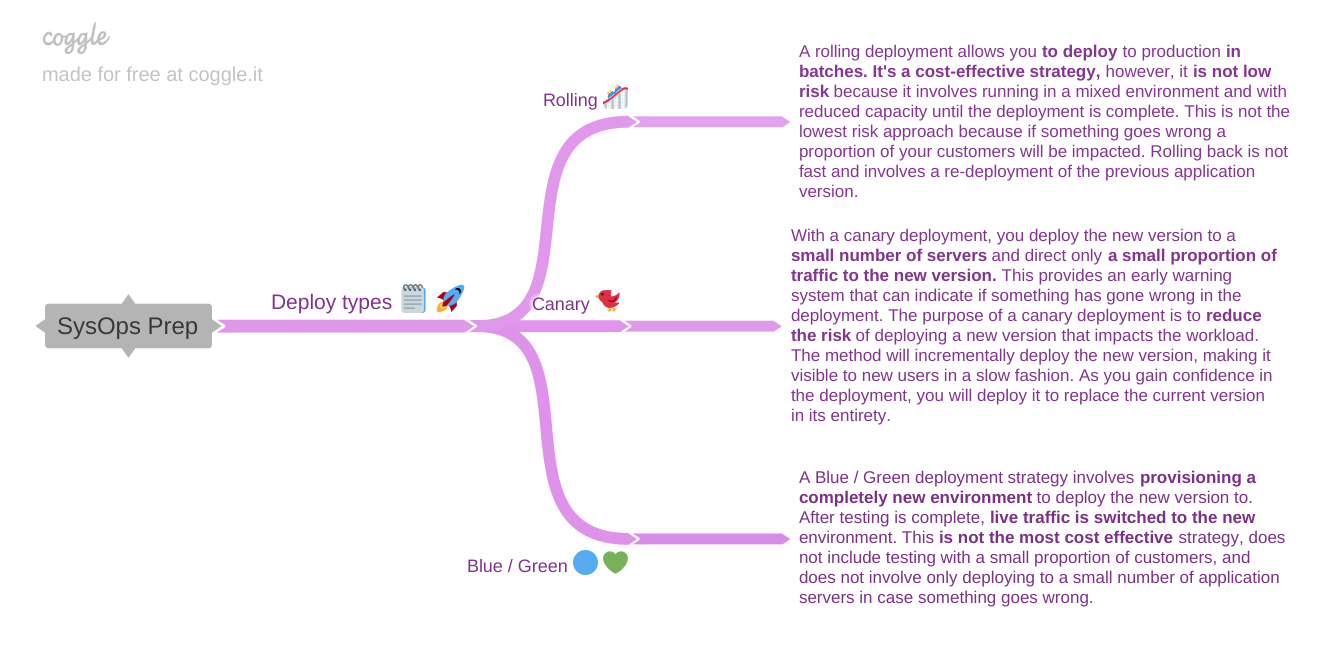 coggle
made for free at coggle.it
SysOps Prep
Deploy types
Rolling
A rolling deployment allows you to deploy to production in
batches. It's a cost-effective strategy, however, it is not low
risk because it involves running in a mixed environment and with
reduced capacity until the deployment is complete. This is not the
lowest risk approach because if something goes wrong a
proportion of your customers will be impacted. Rolling back is not
fast and involves a re-deployment of the previous application
version.
Canary
With a canary deployment, you deploy the new version to a
small number of servers and direct only a small proportion of
traffic to the new version. This provides an early warning
system that can indicate if something has gone wrong in the
deployment. The purpose of a canary deployment is to reduce
the risk of deploying a new version that impacts the workload.
The method will incrementally deploy the new version, making it
visible to new users in a slow fashion. As you gain confidence in
the deployment, you will deploy it to replace the current version
in its entirety.
Blue / Green
A Blue / Green deployment strategy involves provisioning a
completely new environment to deploy the new version to.
After testing is complete, live traffic is switched to the new
environment. This is not the most cost effective strategy, does
not include testing with a small proportion of customers, and
does not involve only deploying to a small number of application
servers in case something goes wrong.